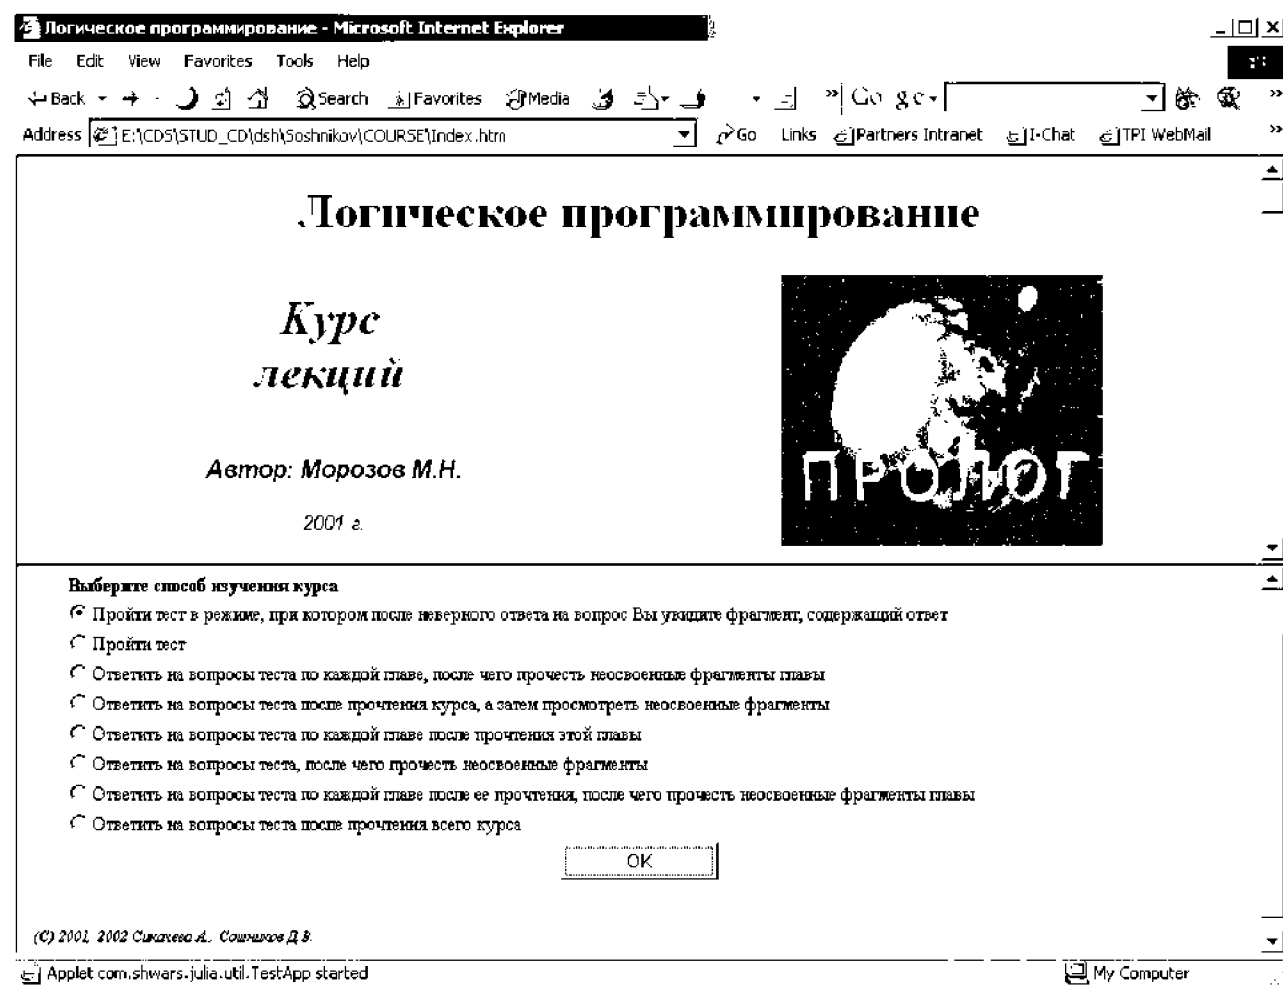 Логическое программирование - Microsoft Internet Explorer
File Edit View Favorites Tools Help
Back Search Favorites Media »
Address E:\CDS\STUD_CD\dsh\Soshnikov\COURSE\Index.htm Go Links Partners Intranet I-Chat TPI WebMail »
Логическое программирование
Курс
лекций
Автор: Морозов М.Н.
2001 г.
ПРОЛОГ
Выберите способ изучения курса
Пройти тест в режиме, при котором после неверного ответа на вопрос Вы увидите фрагмент, содержащий ответ
Пройти тест
Ответить на вопросы теста по каждой главе, после чего прочесть неосвоенные фрагменты главы
Ответить на вопросы теста после прочтения курса, а затем просмотреть неосвоенные фрагменты
Ответить на вопросы теста по каждой главе после прочтения этой главы
Ответить на вопросы теста, после чего прочесть неосвоенные фрагменты
Ответить на вопросы теста по каждой главе после ее прочтения, после чего прочесть неосвоенные фрагменты главы
Ответить на вопросы теста после прочтения всего курса
OK
(C) 2001, 2002 А., Сошников Д.В.
Applet com.shwars.julia.util.TestApp started My Computer